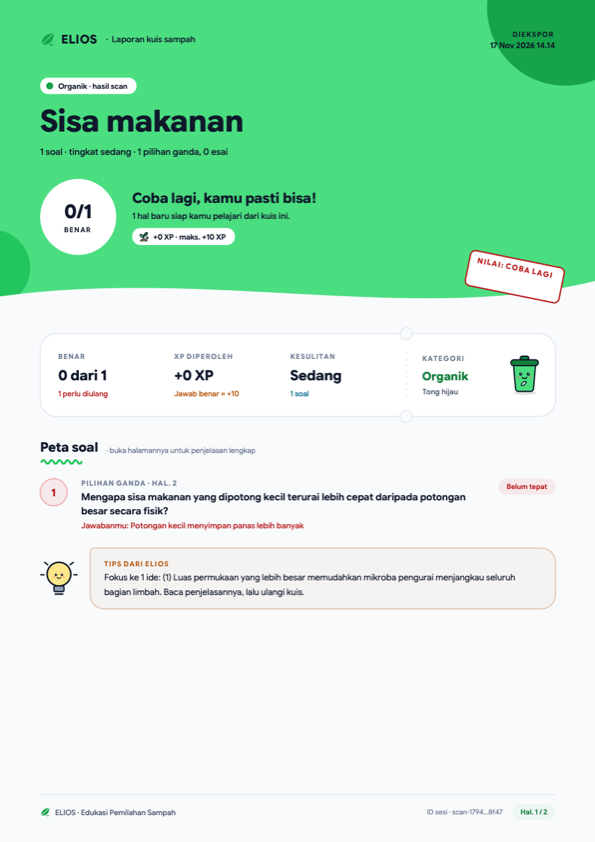 ELIOS · Laporan kuis sampah
DIEKSPOR
17 Nov 2026 14.14
Organik · hasil scan
Sisa makanan
1 soal · tingkat sedang · 1 pilihan ganda, 0 esai
0/1
BENAR
Coba lagi, kamu pasti bisa!
1 hal baru siap kamu pelajari dari kuis ini.
+0 XP · maks. +10 XP
NILAI: COBA LAGI
BENAR
0 dari 1
1 perlu diulang
XP DIPEROLEH
+0 XP
Jawab benar = +10
KESULITAN
Sedang
1 soal
KATEGORI
Organik
Tong hijau
Peta soal · buka halamannya untuk penjelasan lengkap
1
PILIHAN GANDA · HAL. 2
Mengapa sisa makanan yang dipotong kecil terurai lebih cepat daripada potongan
besar secara fisik?
Jawabanmu: Potongan kecil menyimpan panas lebih banyak
Belum tepat
TIPS DARI ELIOS
Fokus ke 1 ide: (1) Luas permukaan yang lebih besar memudahkan mikroba pengurai menjangkau seluruh
bagian limbah. Baca penjelasannya, lalu ulangi kuis.
ELIOS · Edukasi Pemilahan Sampah
ID sesi · scan-1794…8f47
Hal. 1 / 2